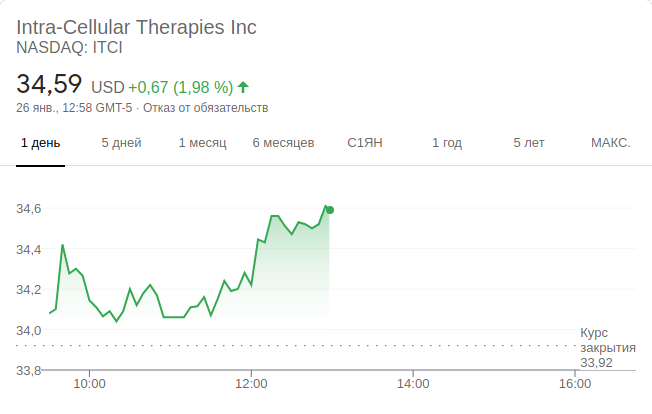 Intra-Cellular Therapies Inc
NASDAQ: ITCI
34,59 USD +0,67 (1,98 %)
26 янв., 12:58 GMT-5 · Отказ от обязательств
1 день 5 дней 1 месяц 6 месяцев С1ЯН 1 год 5 лет МАКС.
34,6
34,4
34,2
34,0
Курс
закрытия
33,92
33,8
10:00 12:00 14:00 16:00